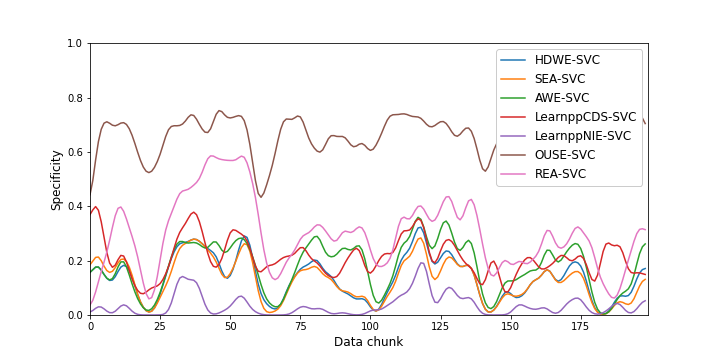 1.0
0.8
0.6
0.4
0.2
0.0
Specificity
0
25
50
75
100
125
150
175
Data chunk
HDWE-SVC
SEA-SVC
AWE-SVC
LearnppCDS-SVC
LearnppNIE-SVC
OUSE-SVC
REA-SVC